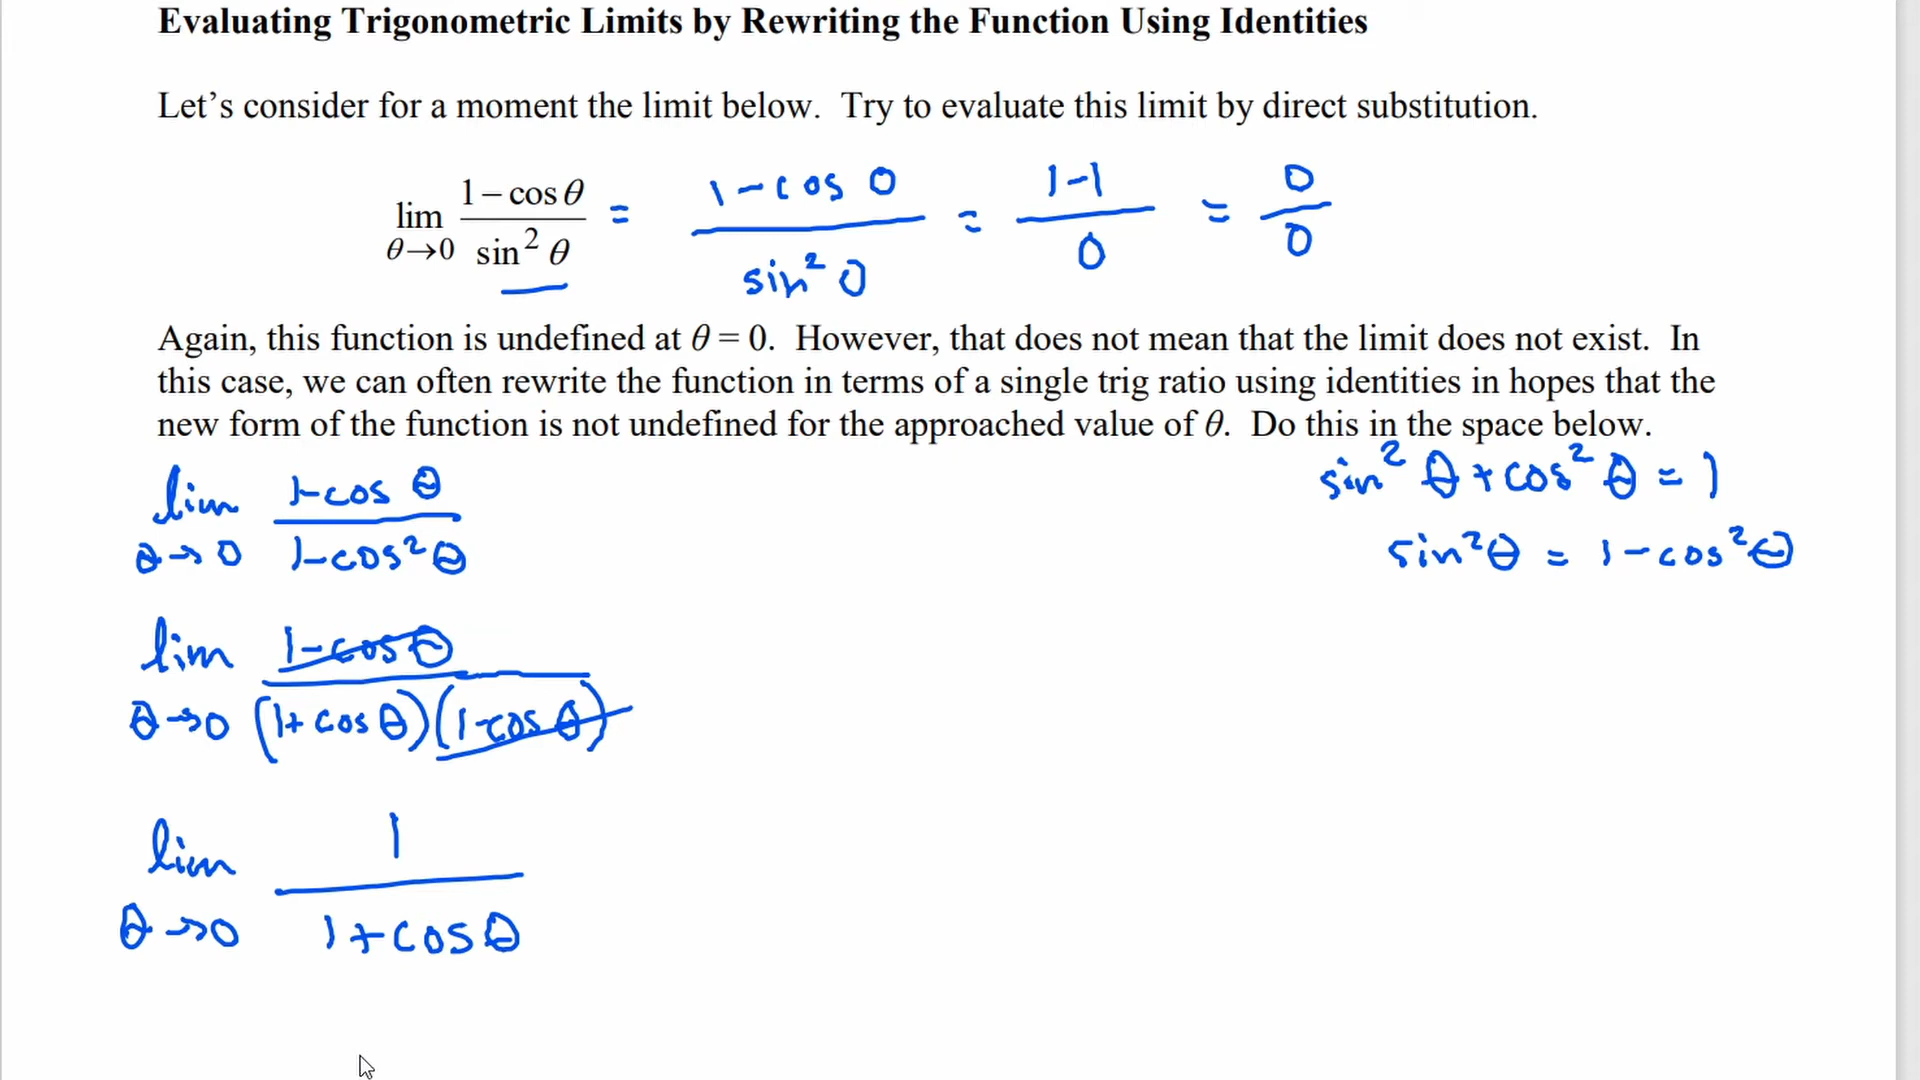 Evaluating Trigonometric Limits by Rewriting the Function Using Identities
Let’s consider for a moment the limit below. Try to evaluate this limit by direct substitution.
lim θ→0 (1 − cos θ)/(sin² θ) = (1 - cos 0)/(sin² 0) = (1-1)/0 = 0/0
Again, this function is undefined at θ = 0. However, that does not mean that the limit does not exist. In
this case, we can often rewrite the function in terms of a single trig ratio using identities in hopes that the
new form of the function is not undefined for the approached value of θ. Do this in the space below.
sin² θ + cos² θ = 1
sin² θ = 1 - cos² θ
lim θ→0 (1-cos θ)/(1-cos² θ)
lim θ→0 (1-cos θ)/((1+cos θ)(1-cos θ))
lim θ→0 1/(1+cos θ)